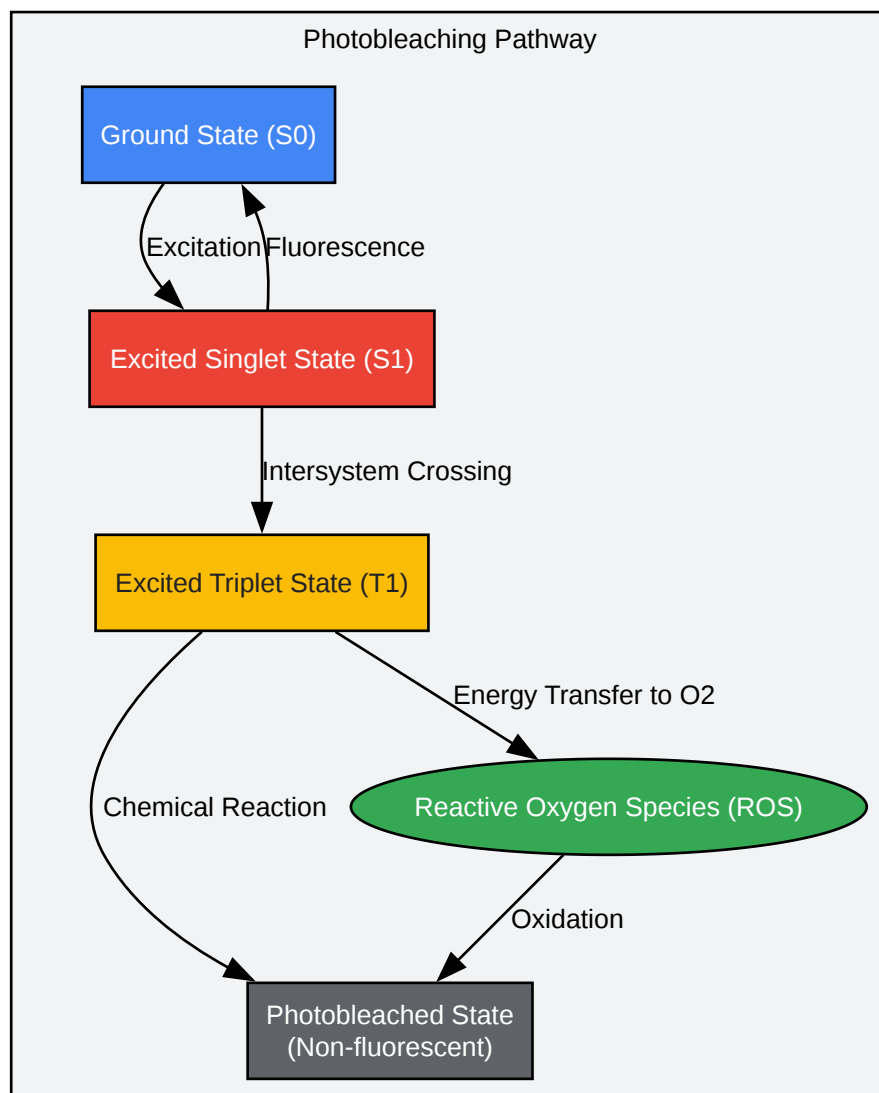 Photobleaching Pathway
Ground State (S0)
Excitation
Fluorescence
Excited Singlet State (S1)
Intersystem Crossing
Excited Triplet State (T1)
Energy Transfer to O2
Chemical Reaction
Reactive Oxygen Species (ROS)
Oxidation
Photobleached State
(Non-fluorescent)